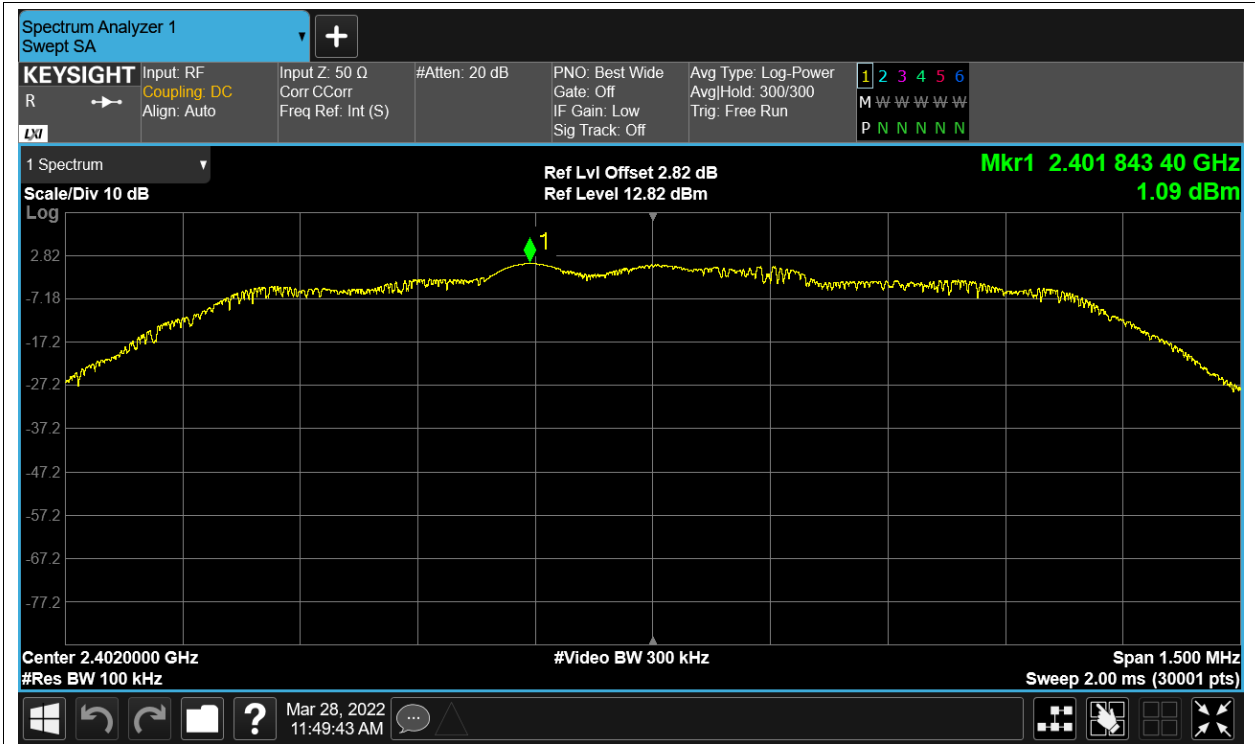 Spectrum Analyzer 1
Swept SA
+
KEYSIGHT
R
LXI
Input: RF
Coupling: DC
Align: Auto
Input Z: 50 Ω
Corr CCorr
Freq Ref: Int (S)
#Atten: 20 dB
PNO: Best Wide
Gate: Off
IF Gain: Low
Sig Track: Off
Avg Type: Log-Power
Avg|Hold: 300/300
Trig: Free Run
1 2 3 4 5 6
M W W W W W
P N N N N N
1 Spectrum
Scale/Div 10 dB
Log
Ref Lvl Offset 2.82 dB
Ref Level 12.82 dBm
Mkr1 2.401 843 40 GHz
1.09 dBm
1
2.82
-7.18
-17.2
-27.2
-37.2
-47.2
-57.2
-67.2
-77.2
Center 2.4020000 GHz
#Res BW 100 kHz
#Video BW 300 kHz
Span 1.500 MHz
Sweep 2.00 ms (30001 pts)
?
Mar 28, 2022
11:49:43 AM